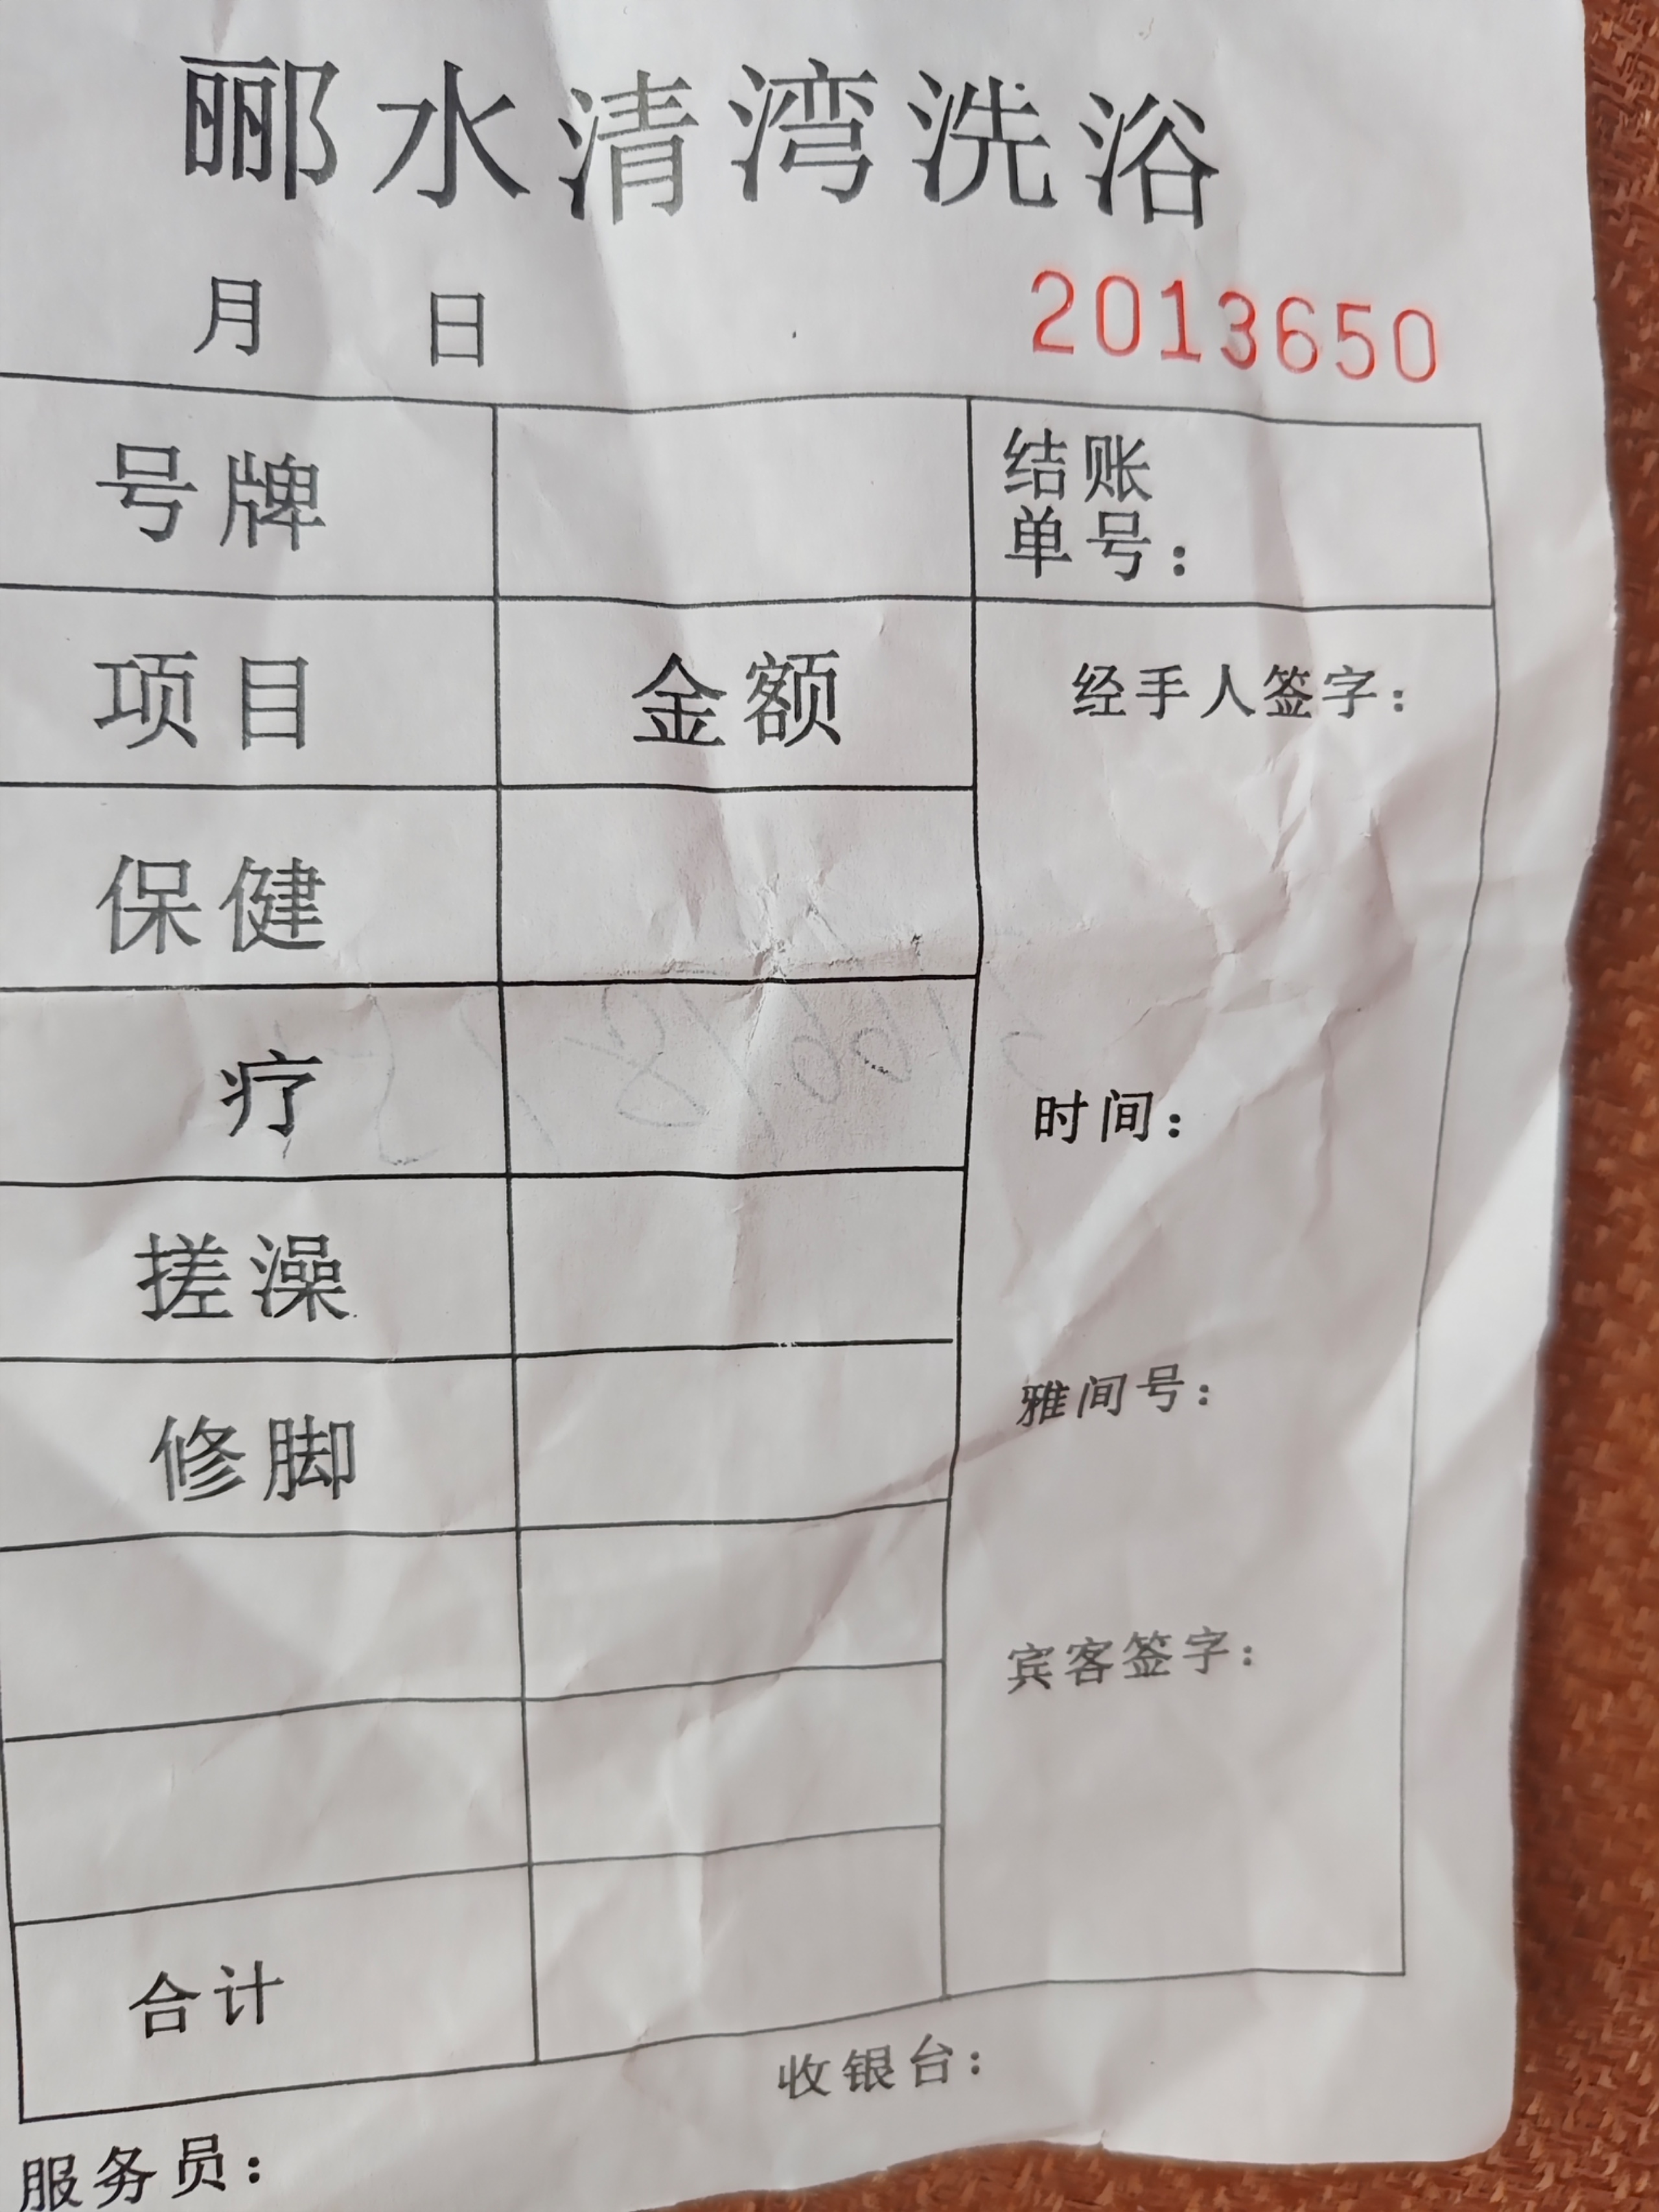 郦水清湾洗浴
月 日 2013650
号牌 结账单号：
项目 金额 经手人签字：
保健
疗 时间：
搓澡
修脚 雅间号：
宾客签字：
合计
收银台：
服务员：